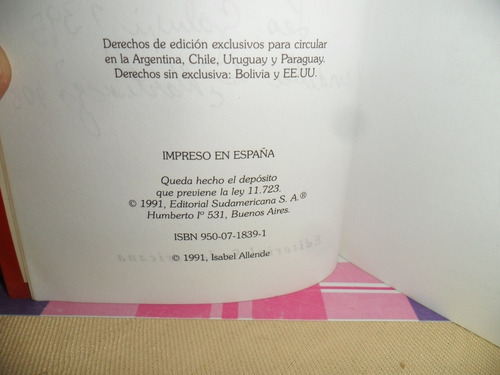 Derechos de edición exclusivos para circular
en la Argentina, Chile, Uruguay y Paraguay.
Derechos sin exclusiva: Bolivia y EE.UU.
IMPRESO EN ESPAÑA
Queda hecho el depósito
que previene la ley 11.723.
© 1991, Editorial Sudamericana S. A.®
Humberto Iº 531, Buenos Aires.
ISBN 950-07-1839-1
© 1991, Isabel Allende